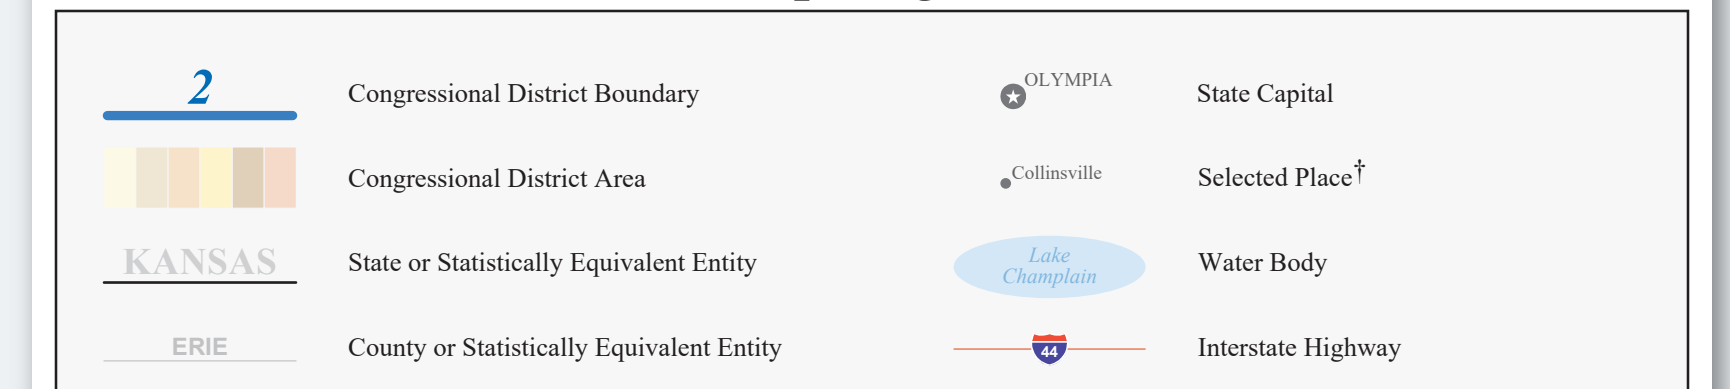 2
Congressional District Boundary
Congressional District Area
KANSAS
State or Statistically Equivalent Entity
ERIE
County or Statistically Equivalent Entity
OLYMPIA
State Capital
Collinsville
Selected Place†
Lake
Champlain
Water Body
44
Interstate Highway